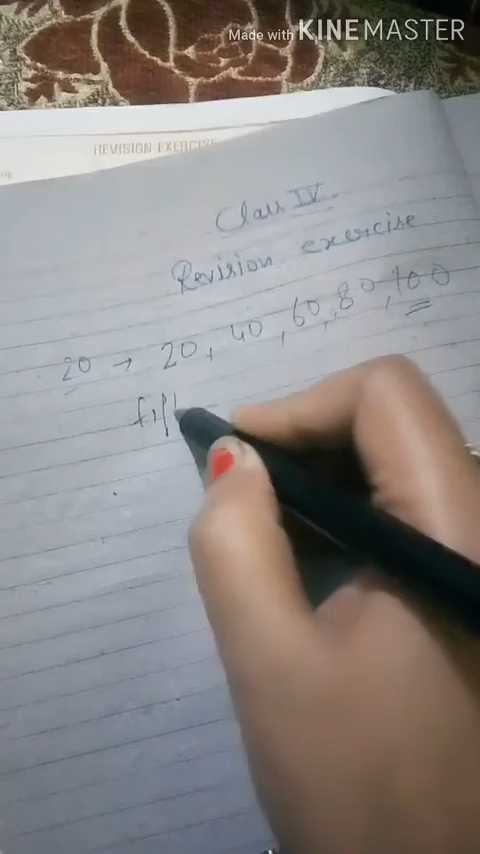 Made with KINEMASTER
REVISION EXERCISE
Class IV
Revision exercise
20 → 20, 40, 60, 80, 100